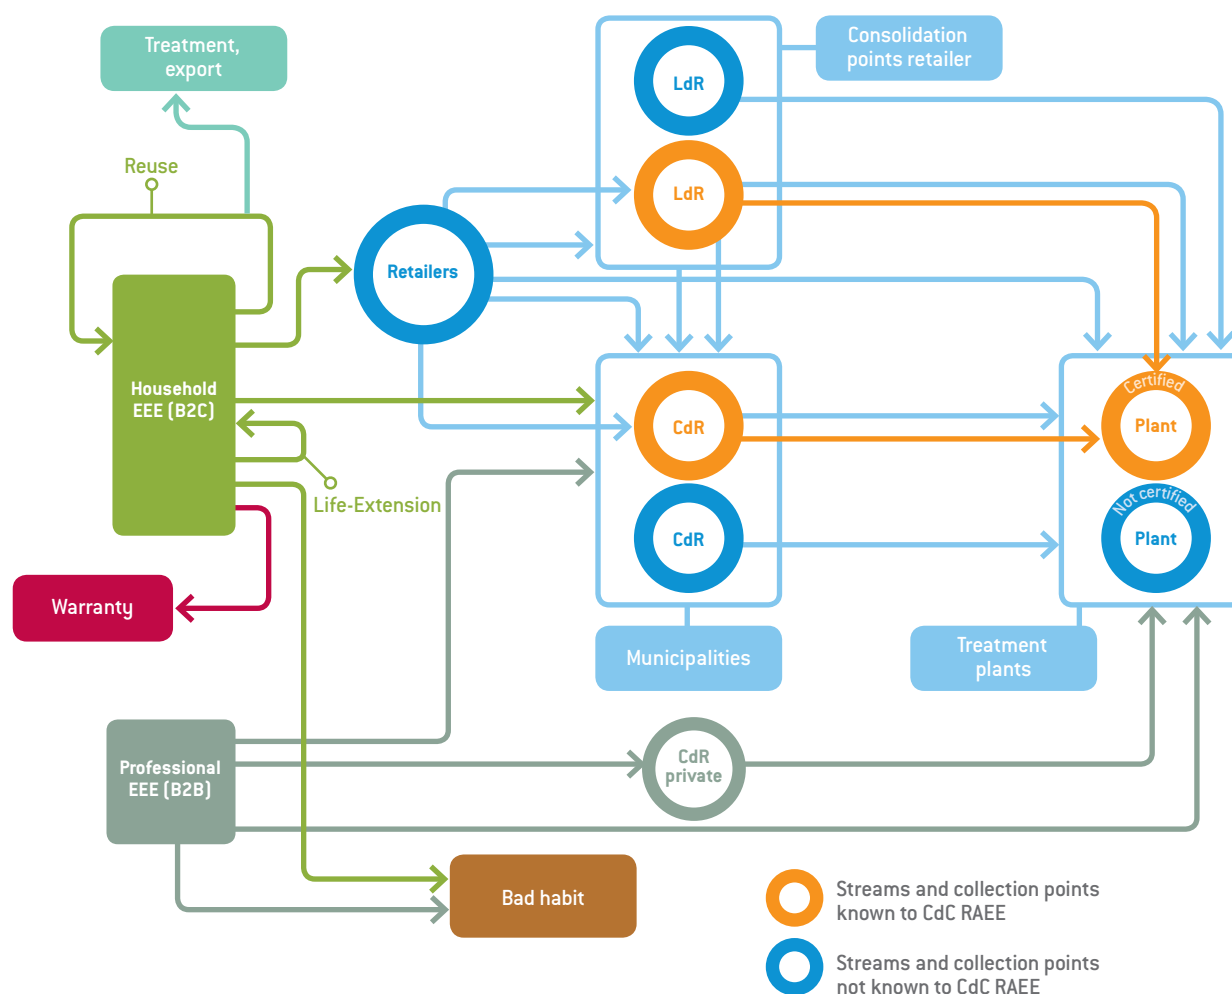 Treatment,
export
Consolidation
points retailer
LdR
Reuse
LdR
Retailers
Household
EEE (B2C)
Certified
CdR
Plant
Life-Extension
Not certified
CdR
Plant
Warranty
Municipalities
Treatment
plants
Professional
EEE (B2B)
CdR
private
Bad habit
Streams and collection points
known to CdC RAEE
Streams and collection points
not known to CdC RAEE